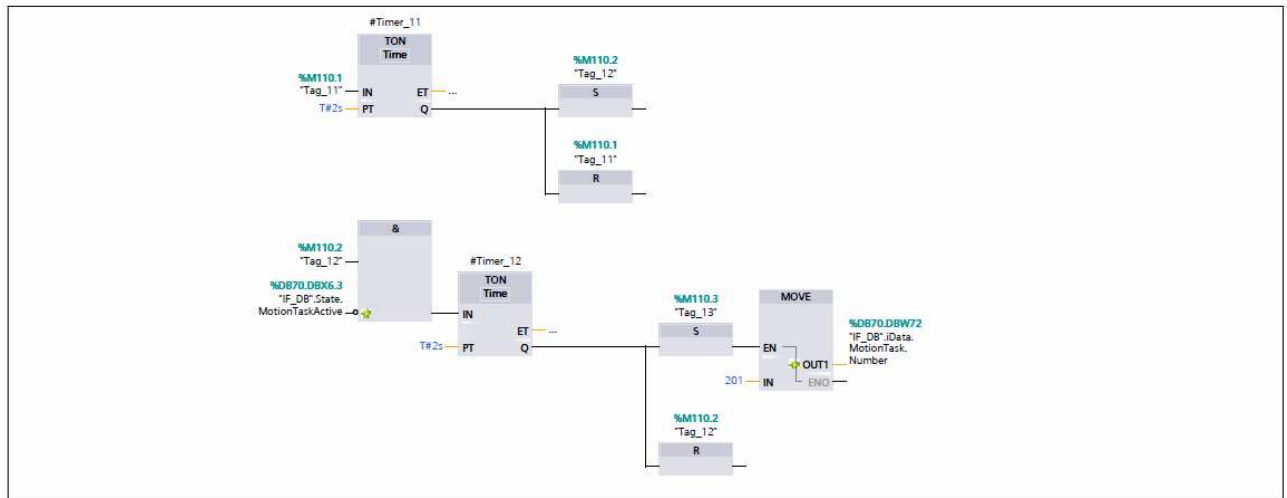 #Timer_11
TON
Time
%M110.1
"Tag_11"
IN
ET
...
T#2s
PT
Q
%M110.2
"Tag_12"
S
%M110.1
"Tag_11"
R
&
%M110.2
"Tag_12"
%DB70.DBX6.3
"IF_DB".State.
MotionTaskActive
#Timer_12
TON
Time
IN
ET
...
T#2s
PT
Q
%M110.3
"Tag_13"
S
MOVE
EN
OUT1
201
IN
ENO
%DB70.DBW72
"IF_DB".iData.
MotionTask.
Number
%M110.2
"Tag_12"
R